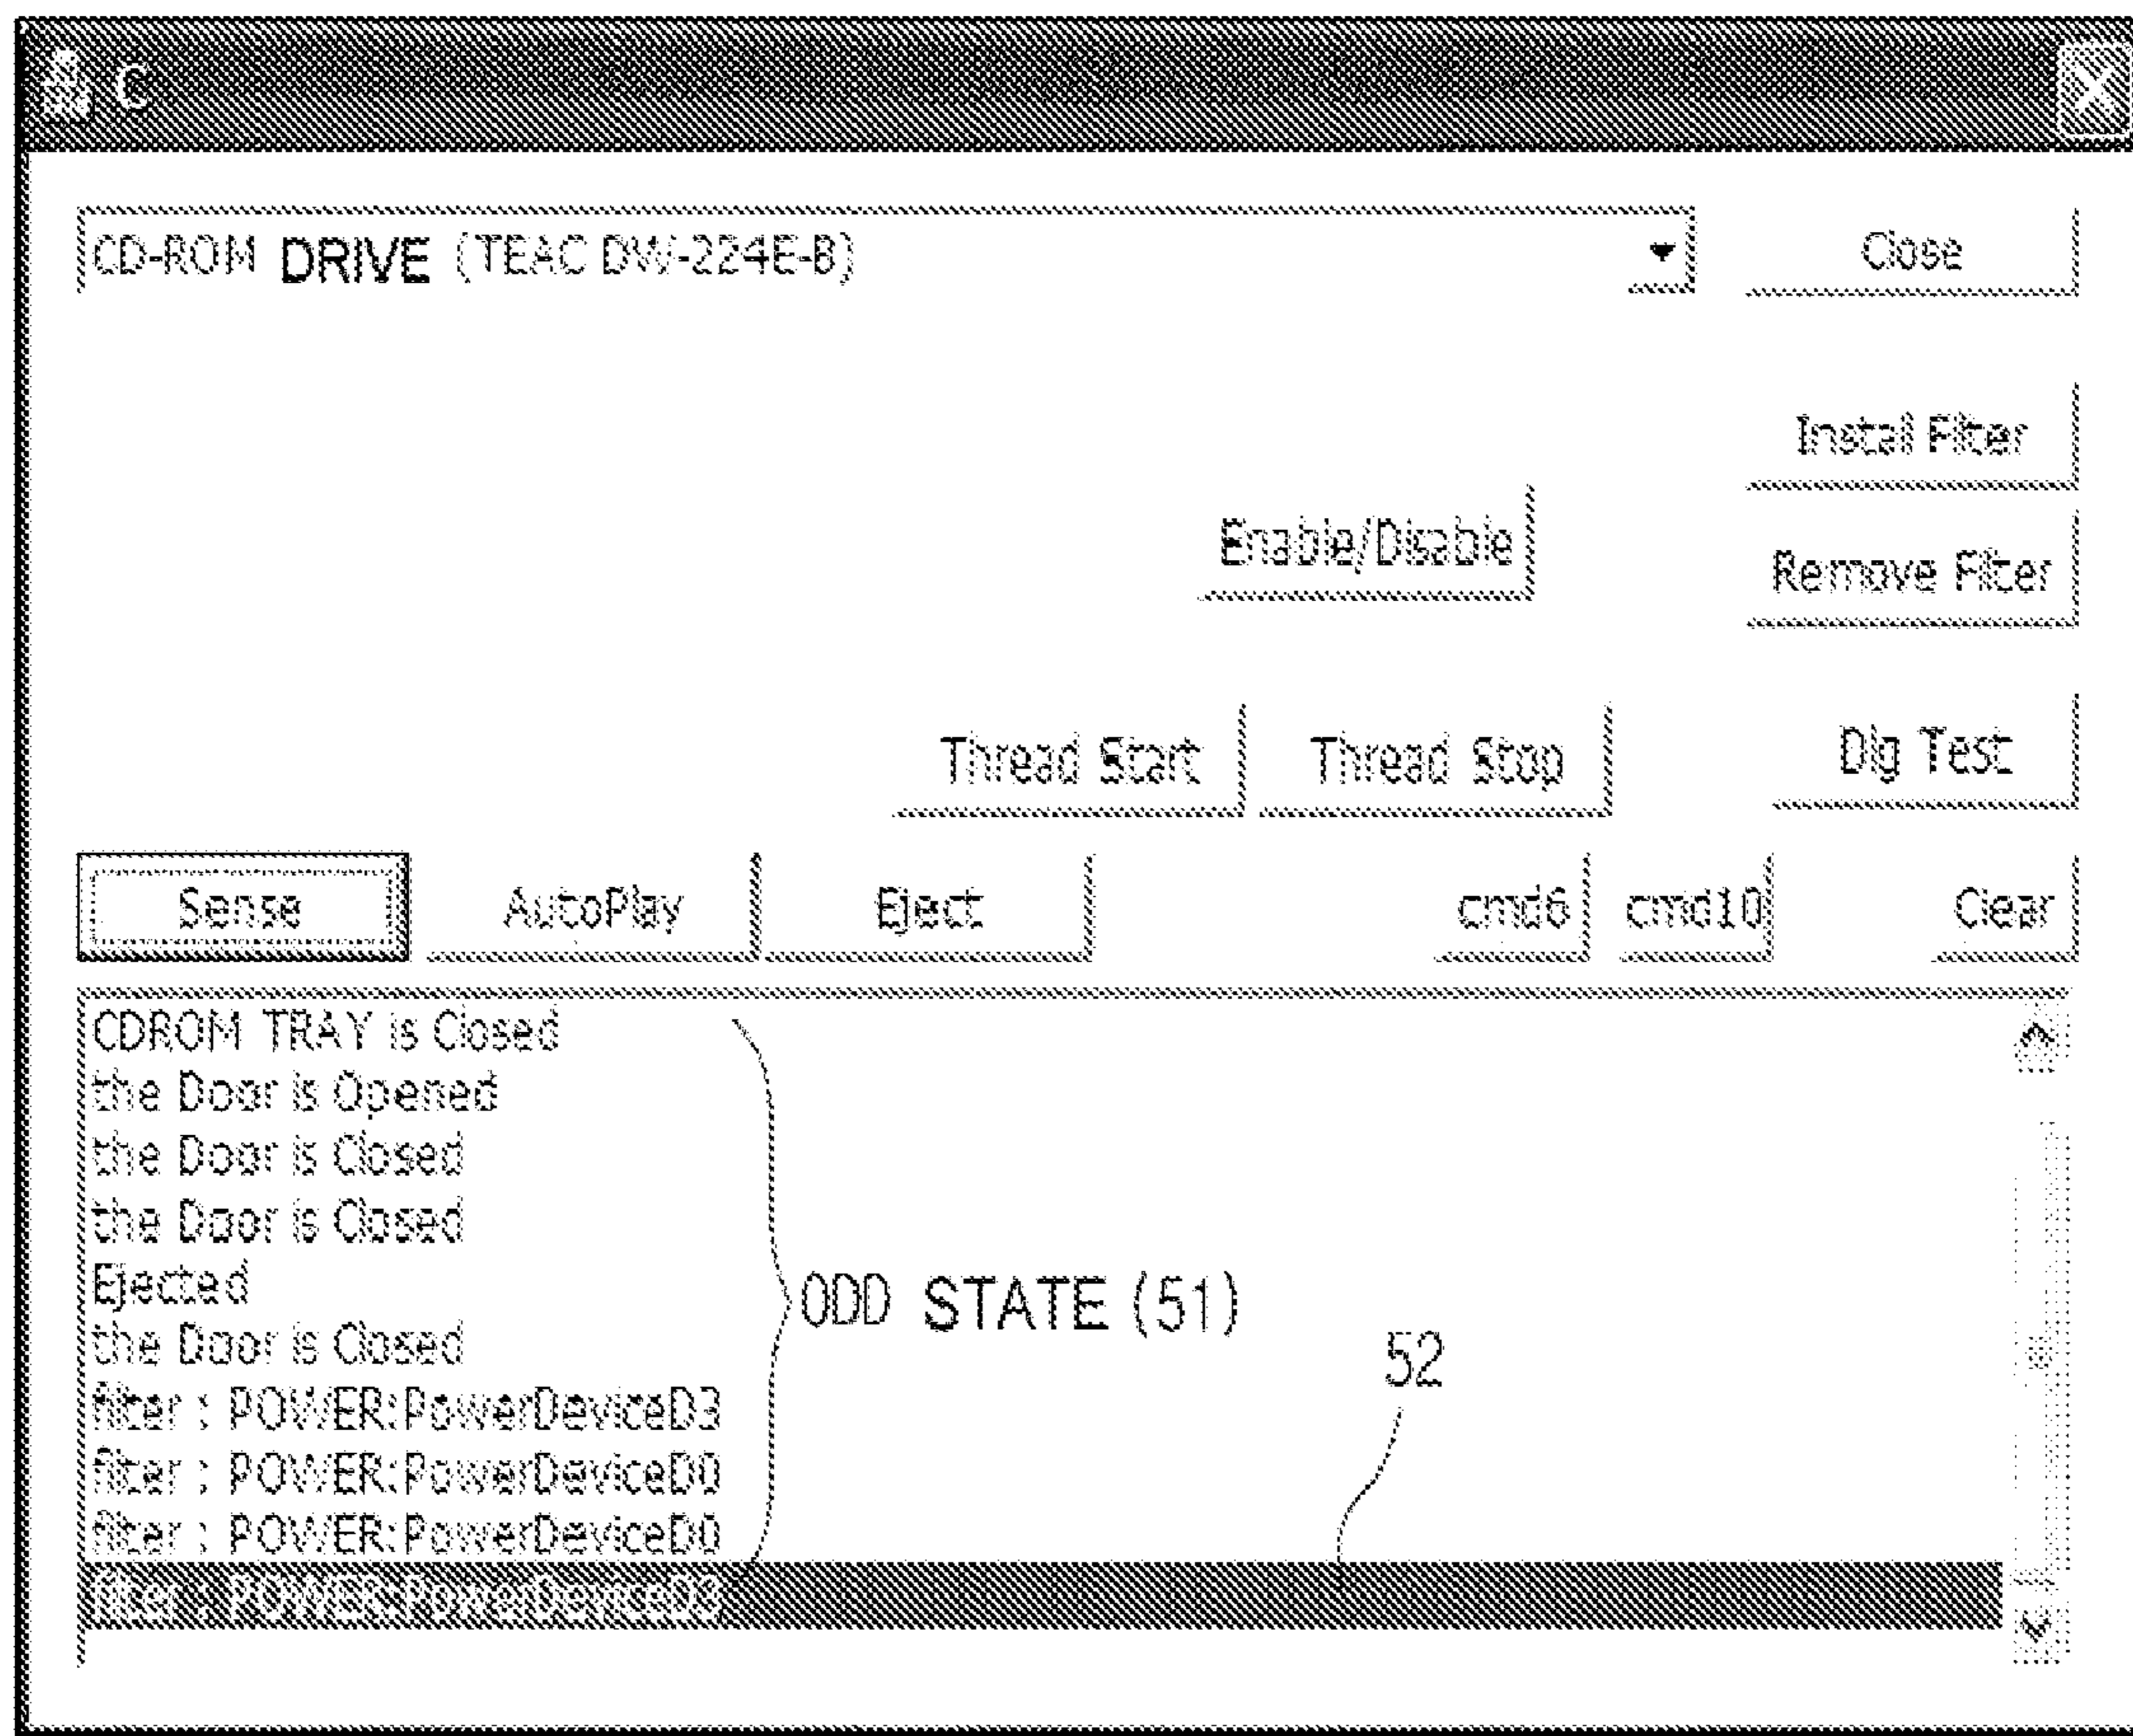 C
CD-ROM DRIVE (TEAC DW-224E-B)
Close
Install Filter
Enable/Disable
Remove Filter
Thread Start
Thread Stop
Dlg Test
Sense
AutoPlay
Eject
cmd6
cmd10
Clear
CDROM TRAY is Closed
the Door is Opened
the Door is Closed
the Door is Closed
Ejected
the Door is Closed
filter : POWER:PowerDeviceD3
filter : POWER:PowerDeviceD0
filter : POWER:PowerDeviceD0
filter : POWER:PowerDeviceD3
ODD STATE (51)
52